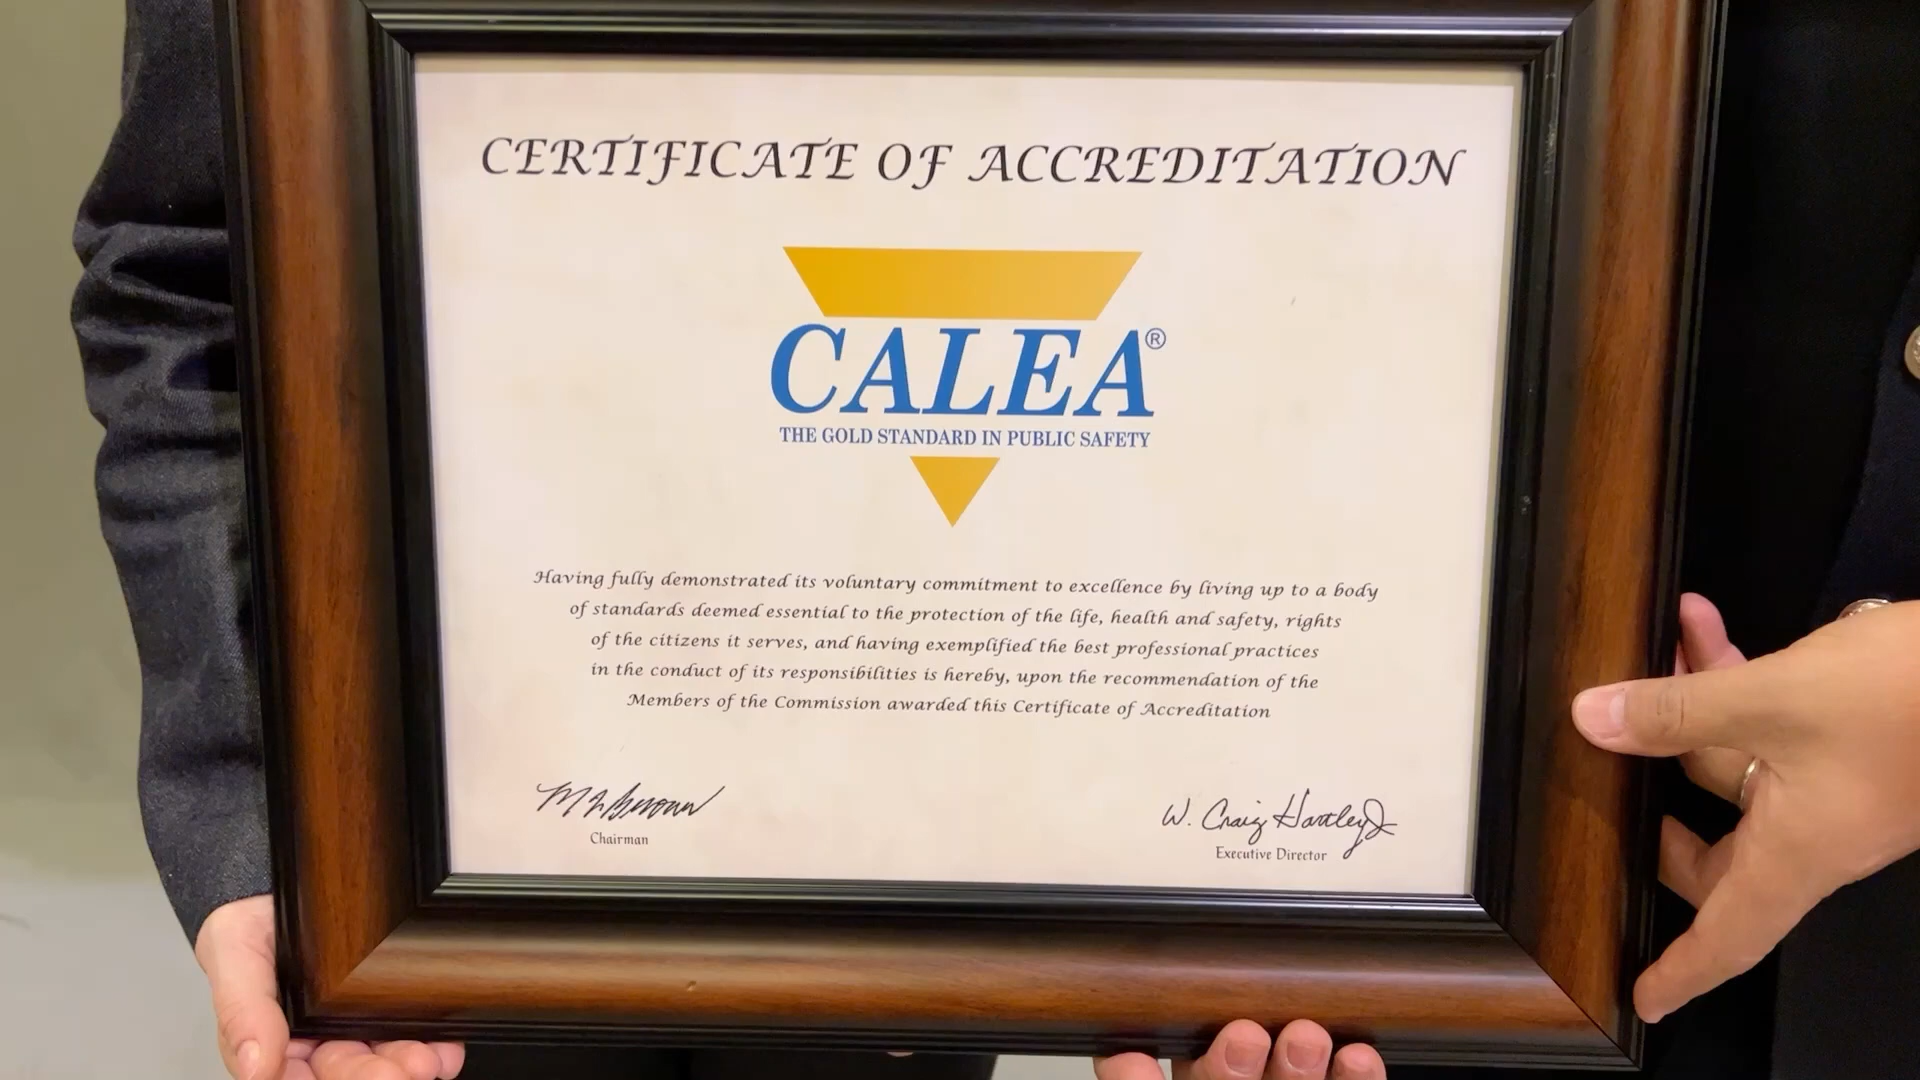 CERTIFICATE OF ACCREDITATION
CALEA®
THE GOLD STANDARD IN PUBLIC SAFETY
Having fully demonstrated its voluntary commitment to excellence by living up to a body
of standards deemed essential to the protection of the life, health and safety, rights
of the citizens it serves, and having exemplified the best professional practices
in the conduct of its responsibilities is hereby, upon the recommendation of the
Members of the Commission awarded this Certificate of Accreditation
W. Craig Hartley Jr
Chairman
Executive Director